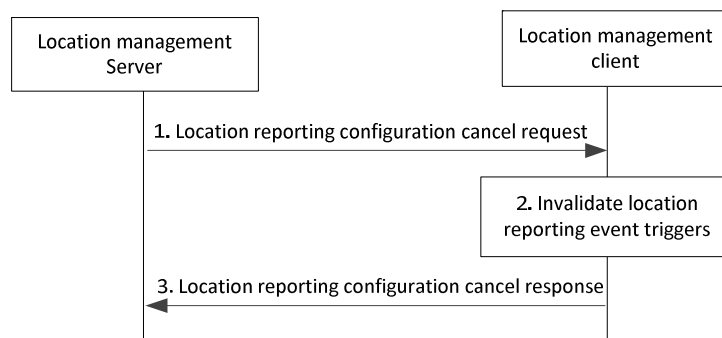 Location management
Server
Location management
client
1. Location reporting configuration cancel request
2. Invalidate location
reporting event triggers
3. Location reporting configuration cancel response